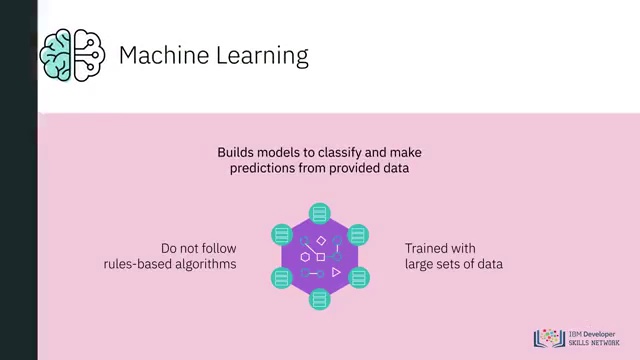 Machine Learning
Builds models to classify and make
predictions from provided data
Do not follow
rules-based algorithms
Trained with
large sets of data
IBM Developer
SKILLS NETWORK